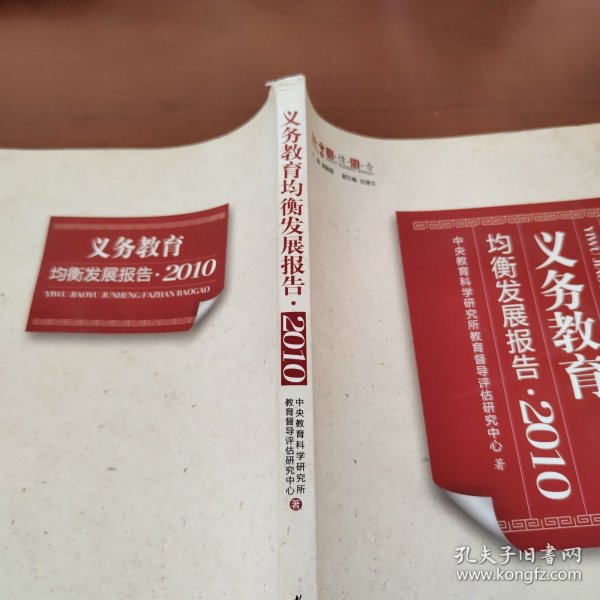 义务教育
均衡发展报告·2010
YIWU JIAOYU JUNHENG FAZHAN BAOGAO
义务教育均衡发展报告·2010
中央教育科学研究所
教育督导评估研究中心 著
义务教育
YIWU JI
均衡发展报告·2010
中央教育科学研究所教育督导评估研究中心 著
孔夫子旧书网
www.kongfz.com